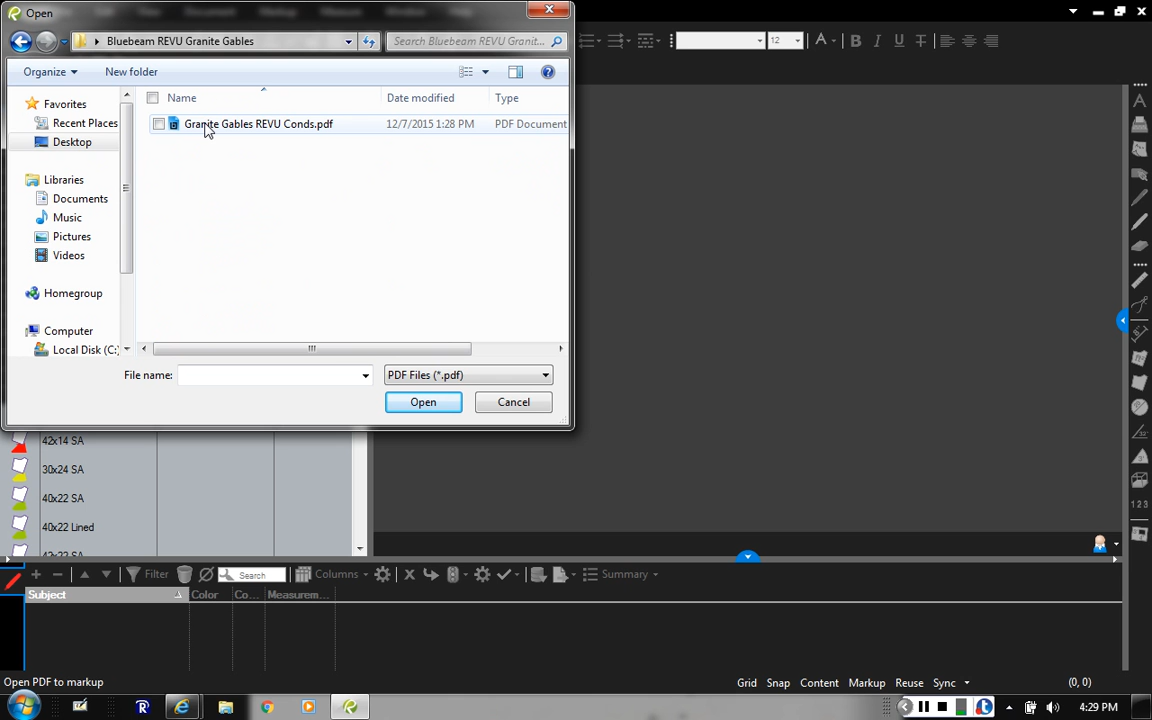 Open
Bluebeam REVU Granite Gables
Search Bluebeam REVU Granit...
12
A
B
I
U
T
Organize
New folder
Name
Date modified
Type
Favorites
Recent Places
Desktop
Granite Gables REVU Conds.pdf
12/7/2015 1:28 PM
PDF Document
Libraries
Documents
Music
Pictures
Videos
Homegroup
Computer
Local Disk (C:)
File name:
PDF Files (*.pdf)
Open
Cancel
42x14 SA
30x24 SA
40x22 SA
40x22 Lined
42x22 SA
123
Filter
Search
Columns
Summary
Subject
Color
Co...
Measurem...
Open PDF to markup
Grid
Snap
Content
Markup
Reuse
Sync
(0, 0)
4:29 PM